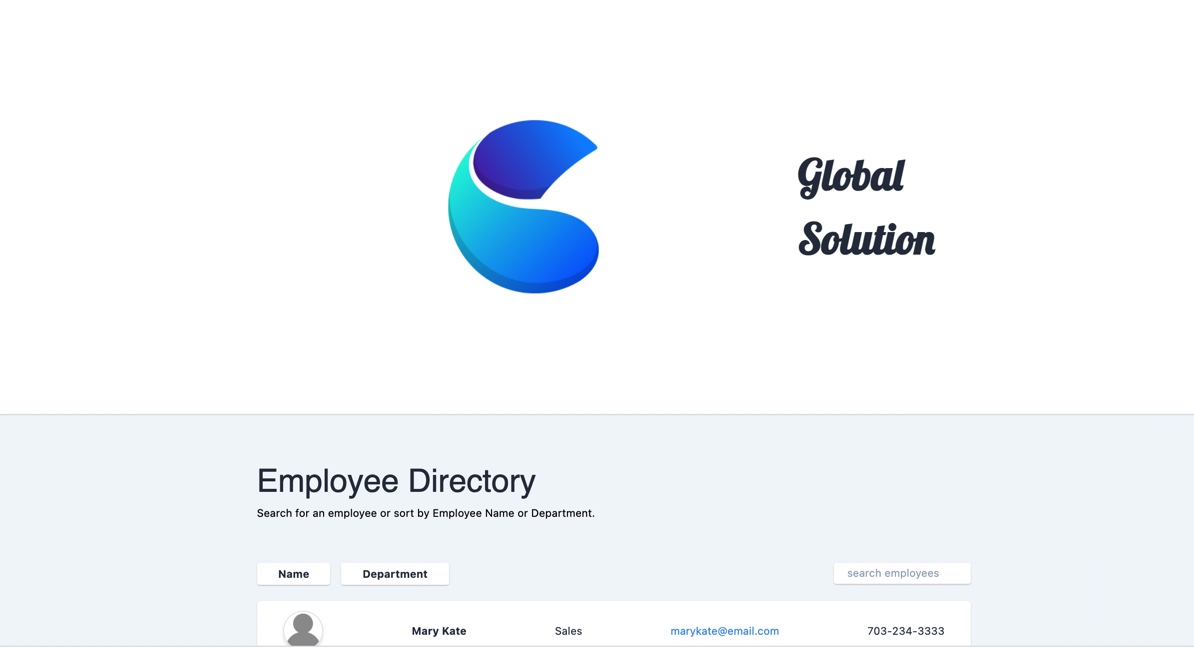 Global
Solution
Employee Directory
Search for an employee or sort by Employee Name or Department.
Name Department search employees
Mary Kate Sales marykate@email.com 703-234-3333